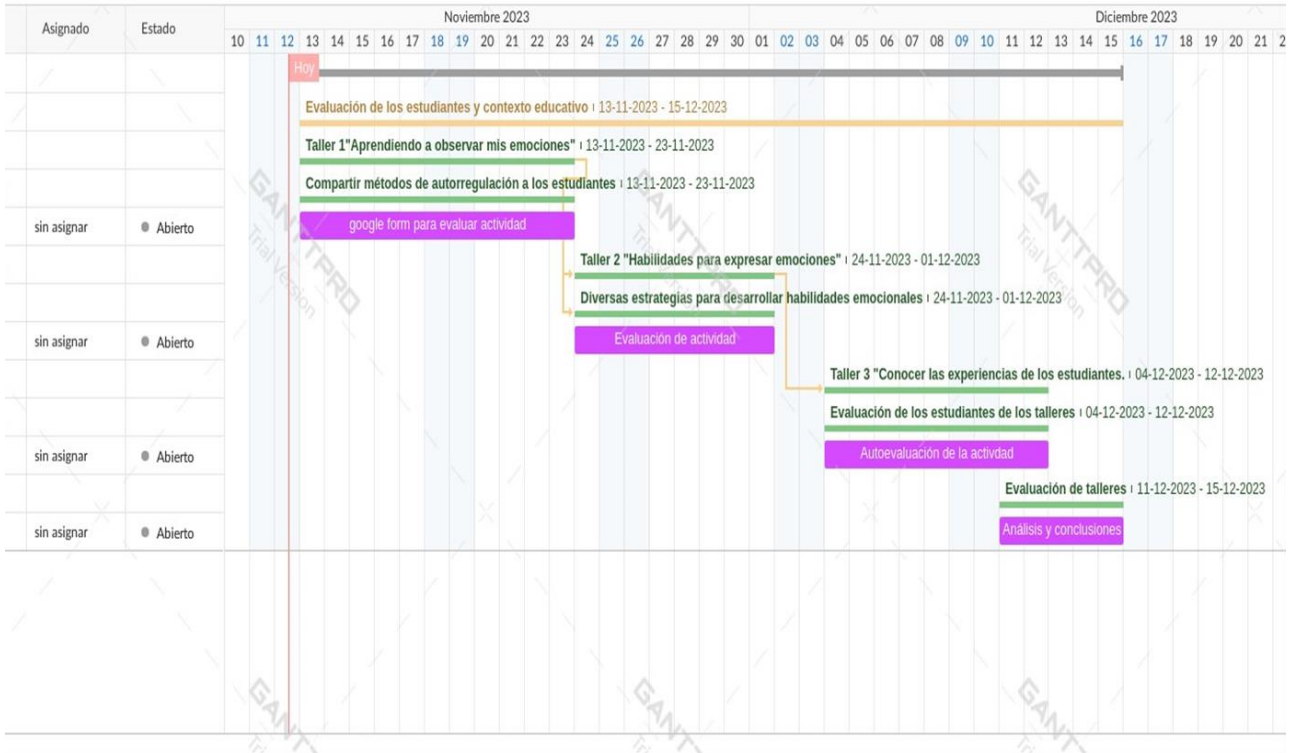 Asignado Estado Noviembre 2023 Diciembre 2023
10 11 12 13 14 15 16 17 18 19 20 21 22 23 24 25 26 27 28 29 30 01 02 03 04 05 06 07 08 09 10 11 12 13 14 15 16 17 18 19 20 21 2
Hoy
Evaluación de los estudiantes y contexto educativo 13-11-2023 - 15-12-2023
Taller 1"Aprendiendo a observar mis emociones" 13-11-2023 - 23-11-2023
Compartir métodos de autorregulación a los estudiantes 13-11-2023 - 23-11-2023
sin asignar Abierto google form para evaluar actividad
Taller 2 "Habilidades para expresar emociones" 24-11-2023 - 01-12-2023
Diversas estrategias para desarrollar habilidades emocionales 24-11-2023 - 01-12-2023
sin asignar Abierto Evaluación de actividad
Taller 3 "Conocer las experiencias de los estudiantes. 04-12-2023 - 12-12-2023
Evaluación de los estudiantes de los talleres 04-12-2023 - 12-12-2023
sin asignar Abierto Autoevaluación de la activdad
Evaluación de talleres 11-12-2023 - 15-12-2023
sin asignar Abierto Análisis y conclusiones
GANTTPRO
Trial Version
GANTTPRO
Trial Version
GANTTPRO
Trial Version